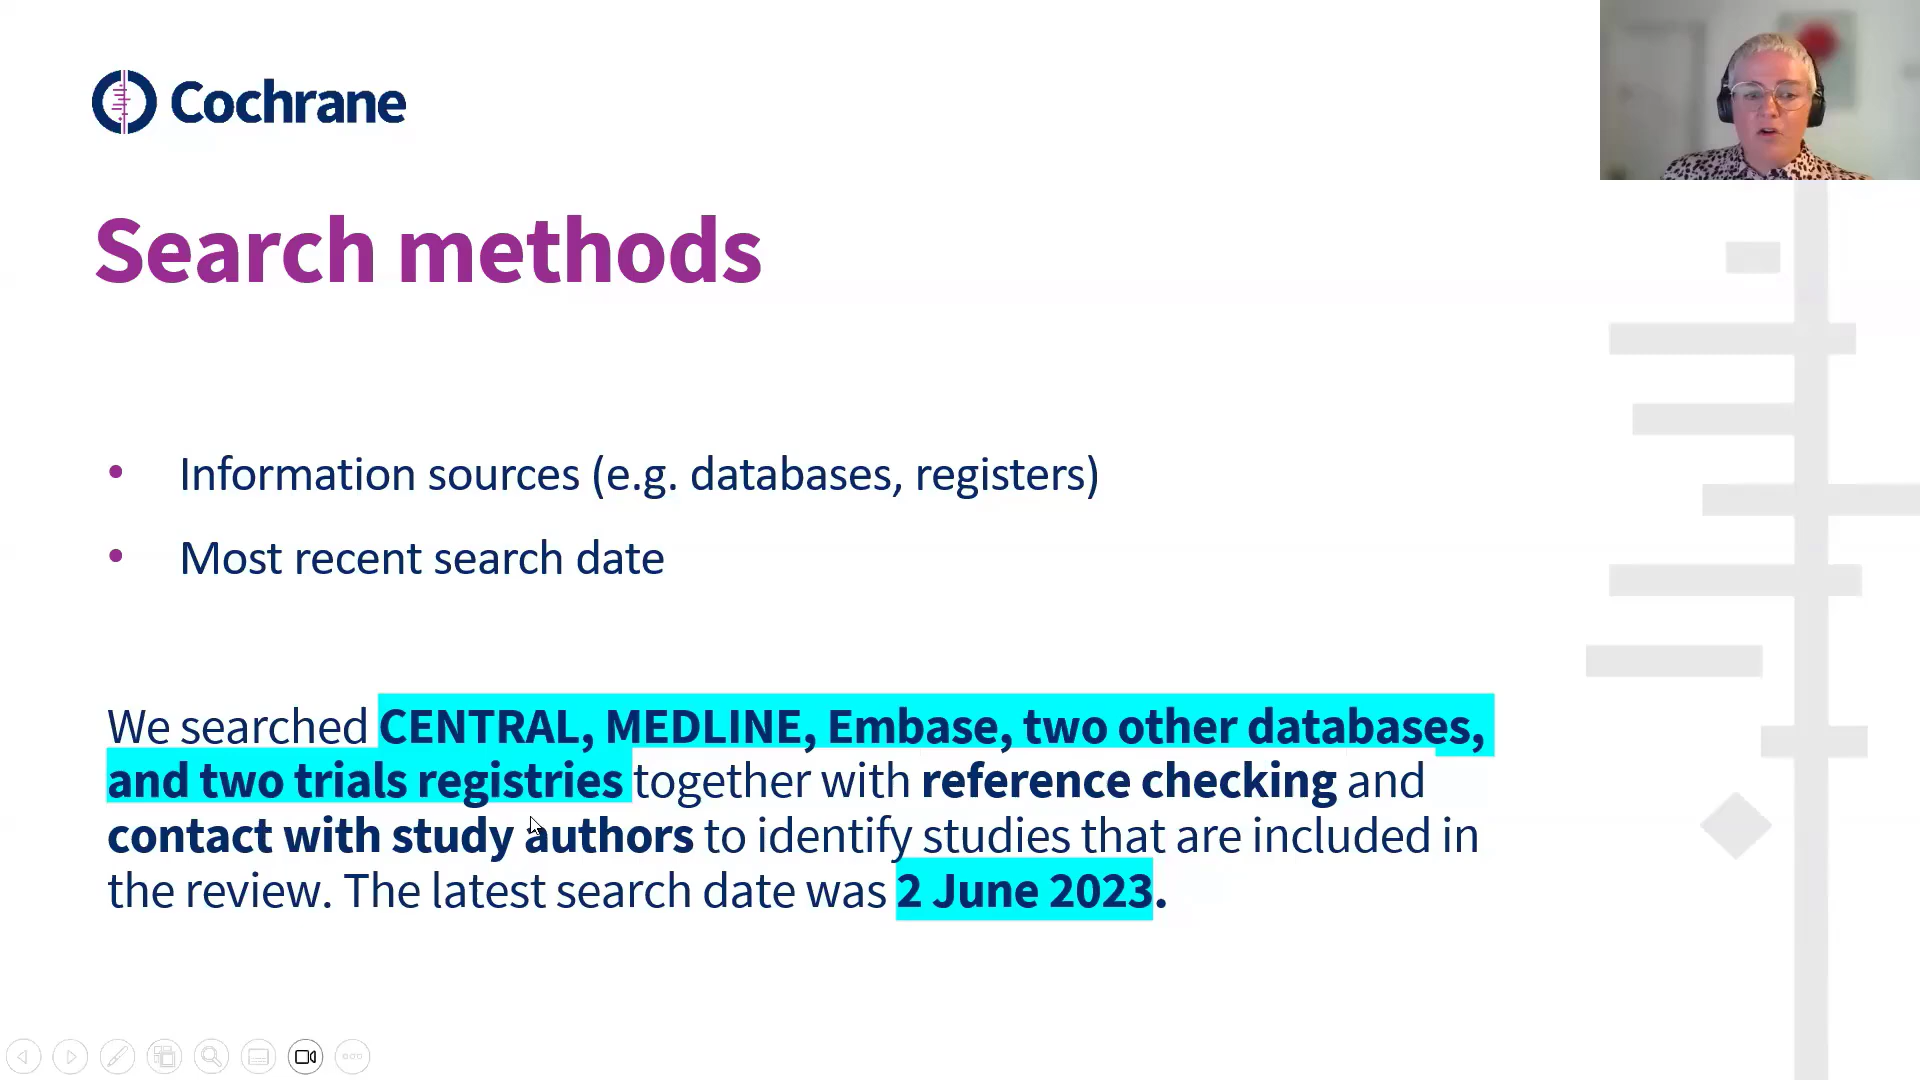 Cochrane
Search methods
• Information sources (e.g. databases, registers)
• Most recent search date
We searched CENTRAL, MEDLINE, Embase, two other databases,
and two trials registries together with reference checking and
contact with study authors to identify studies that are included in
the review. The latest search date was 2 June 2023.